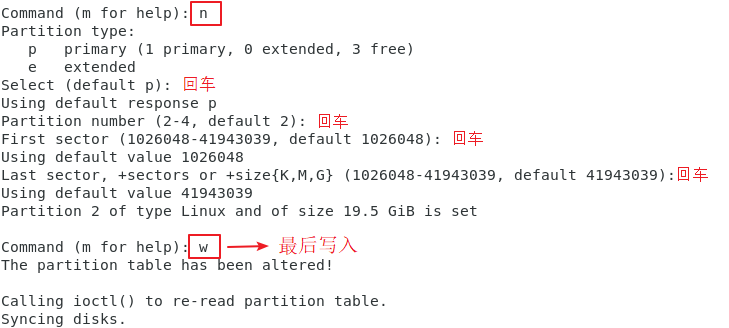 Command (m for help): n
Partition type:
   p   primary (1 primary, 0 extended, 3 free)
   e   extended
Select (default p): 回车
Using default response p
Partition number (2-4, default 2): 回车
First sector (1026048-41943039, default 1026048): 回车
Using default value 1026048
Last sector, +sectors or +size{K,M,G} (1026048-41943039, default 41943039):回车
Using default value 41943039
Partition 2 of type Linux and of size 19.5 GiB is set
Command (m for help): w 最后写入
The partition table has been altered!
Calling ioctl() to re-read partition table.
Syncing disks.